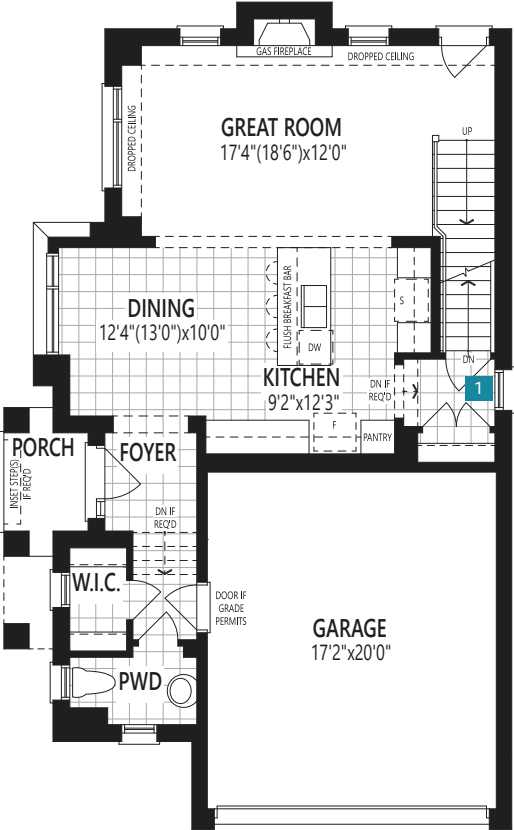 GAS FIREPLACE
DROPPED CEILING
DROPPED CEILING
GREAT ROOM
17'4"(18'6")x12'0"
UP
DINING
12'4"(13'0")x10'0"
FLUSH BREAKFAST BAR
DW
S
KITCHEN
9'2"x12'3"
DN IF
REQ'D
DN
1
F
PANTRY
PORCH
INSET STEP(S)
IF REQ'D
FOYER
DN IF
REQ'D
W.I.C.
DOOR IF
GRADE
PERMITS
PWD
GARAGE
17'2"x20'0"